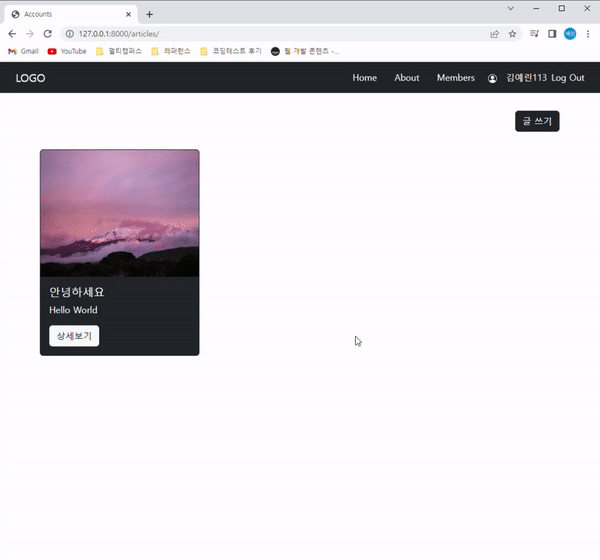 Accounts
127.0.0.1:8000/articles/
Gmail YouTube 멀티캠퍼스 레퍼런스 코딩테스트 후기 웹 개발 콘텐츠 -...
LOGO Home About Members 김예린113 Log Out
글 쓰기
안녕하세요
Hello World
상세보기